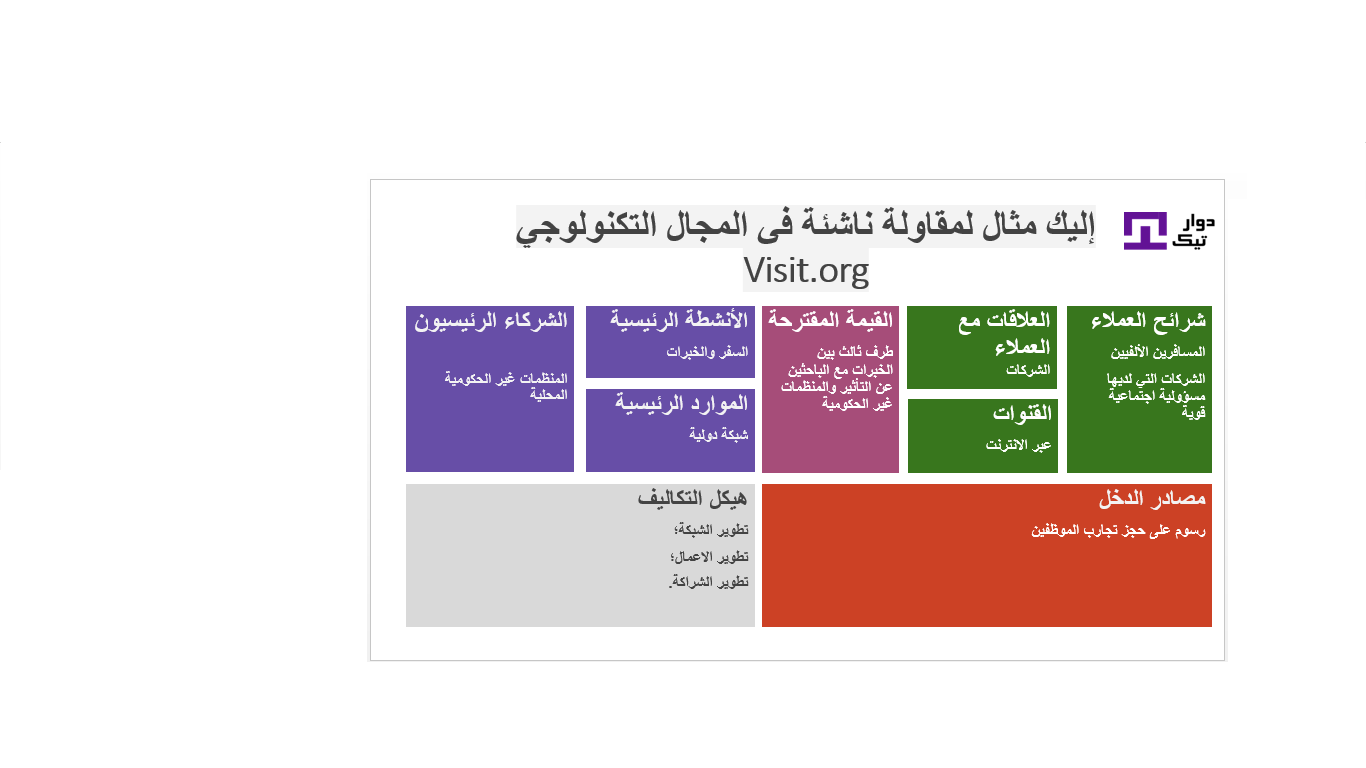 دوار
تيك
إليك مثال لمقاولة ناشئة فى المجال التكنولوجي
Visit.org
شرائح العملاء
المسافرين الألفيين
الشركات التي لديها
مسؤولية اجتماعية
قوية
العلاقات مع
العملاء
الشركات
القنوات
عبر الانترنت
القيمة المقترحة
طرف ثالث بين
الخبرات مع الباحثين
عن التأثير والمنظمات
غير الحكومية
الأنشطة الرئيسية
السفر والخبرات
الموارد الرئيسية
شبكة دولية
الشركاء الرئيسيون
المنظمات غير الحكومية
المحلية
مصادر الدخل
رسوم على حجز تجارب الموظفين
هيكل التكاليف
تطوير الشبكة؛
تطوير الاعمال؛
تطوير الشراكة.